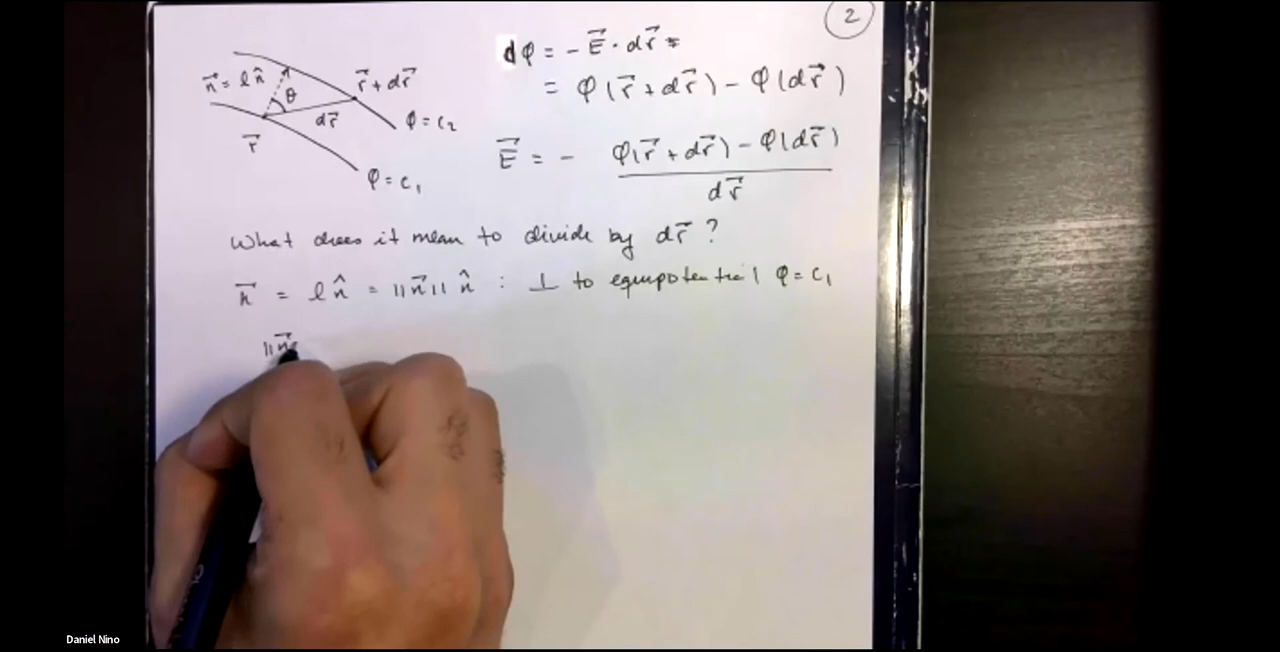 2
n⃗ = l n̂
θ
r⃗ + dr⃗
dr⃗
r⃗
φ = c₂
φ = c₁
dφ = - E⃗ · dr⃗ =
= φ(r⃗ + dr⃗) - φ(dr⃗)
E⃗ = - φ(r⃗ + dr⃗) - φ(dr⃗) / dr⃗
What does it mean to divide by dr⃗ ?
n⃗ = l n̂ = ||n⃗|| n̂ : ⊥ to equipotential φ = c₁
||n⃗
Daniel Nino